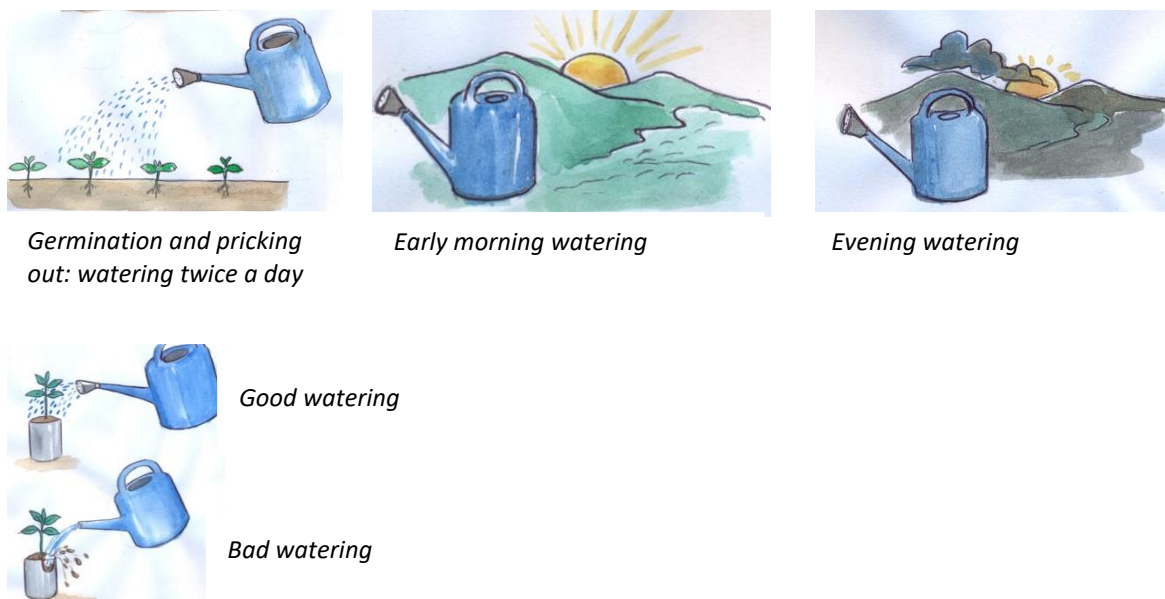 Germination and pricking
out: watering twice a day
Early morning watering
Evening watering
Good watering
Bad watering